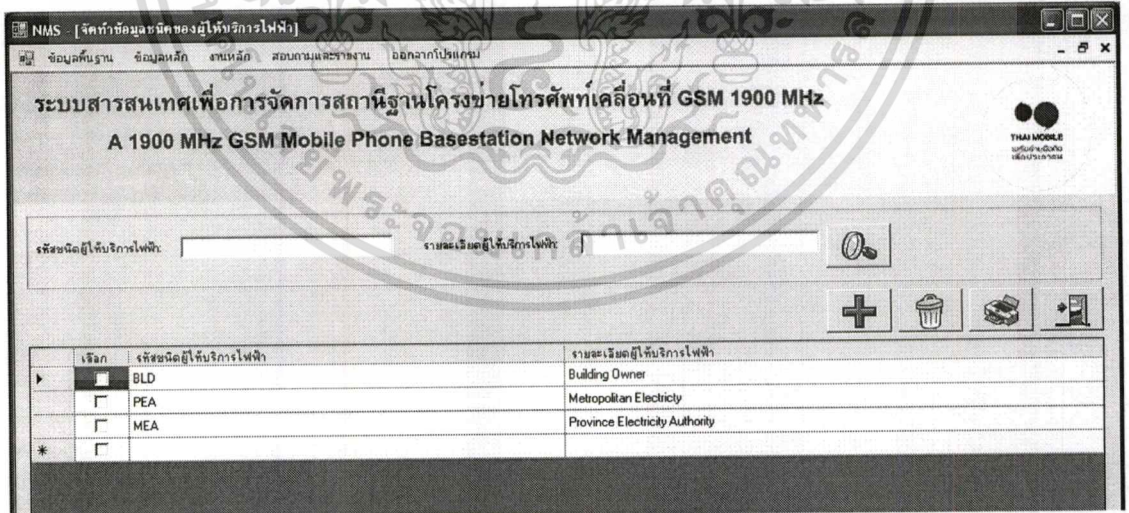 NMS - [จัดทำข้อมูลชนิดของผู้ให้บริการไฟฟ้า]
ข้อมูลพื้นฐาน ข้อมูลหลัก งานหลัก สอบถามและรายงาน ออกจากโปรแกรม
ระบบสารสนเทศเพื่อการจัดการสถานีฐานโครงข่ายโทรศัพท์เคลื่อนที่ GSM 1900 MHz
A 1900 MHz GSM Mobile Phone Basestation Network Management
THAI MOBILE
รหัสชนิดผู้ให้บริการไฟฟ้า: รายละเอียดผู้ให้บริการไฟฟ้า:
เลือก รหัสชนิดผู้ให้บริการไฟฟ้า รายละเอียดผู้ให้บริการไฟฟ้า
BLD Building Owner
PEA Metropolitan Electricty
MEA Province Electricity Authority